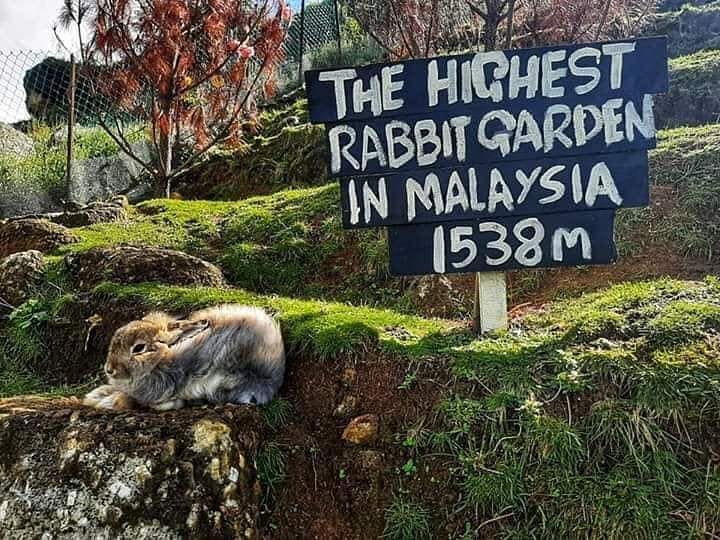 THE HIGHEST
RABBIT GARDEN
IN MALAYSIA
1538M